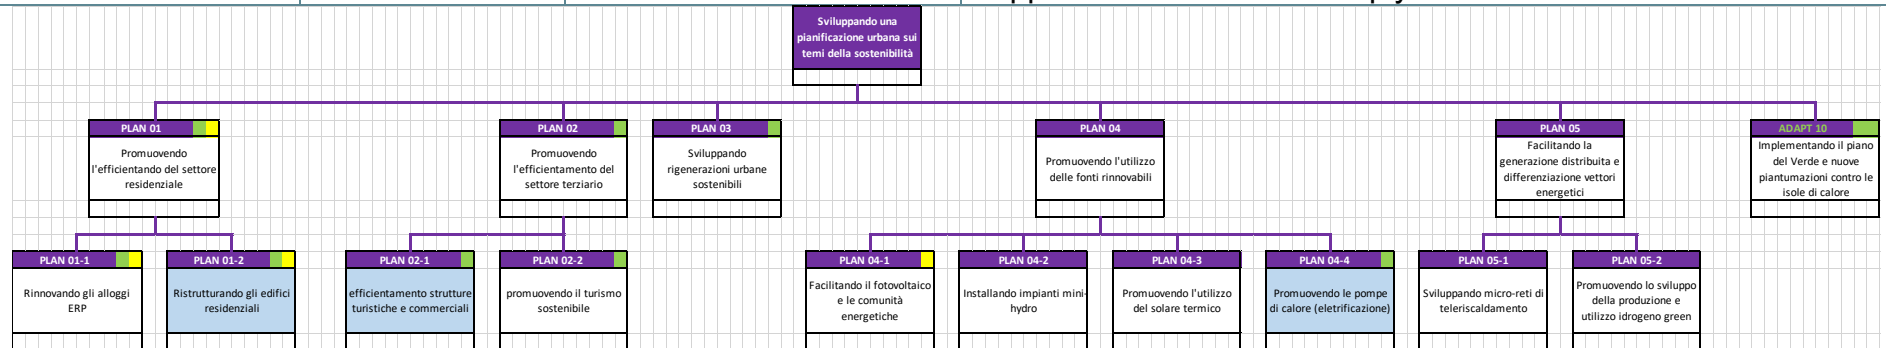 Sviluppando una
pianificazione urbana sui
temi della sostenibilità
PLAN 01
Promuovendo
l'efficientando del settore
residenziale
PLAN 02
Promuovendo
l'efficientamento del
settore terziario
PLAN 03
Sviluppando
rigenerazioni urbane
sostenibili
PLAN 04
Promuovendo l'utilizzo
delle fonti rinnovabili
PLAN 05
Facilitando la
generazione distribuita e
differenziazione vettori
energetici
ADAPT 10
Implementando il piano
del Verde e nuove
piantumazioni contro le
isole di calore
PLAN 01-1
Rinnovando gli alloggi
ERP
PLAN 01-2
Ristrutturando gli edifici
residenziali
PLAN 02-1
efficientamento strutture
turistiche e commerciali
PLAN 02-2
promuovendo il turismo
sostenibile
PLAN 04-1
Facilitando il fotovoltaico
e le comunità
energetiche
PLAN 04-2
Installando impianti mini-
hydro
PLAN 04-3
Promuovendo l'utilizzo
del solare termico
PLAN 04-4
Promuovendo le pompe
di calore (eletrificazione)
PLAN 05-1
Sviluppando micro-reti di
teleriscaldamento
PLAN 05-2
Promuovendo lo sviluppo
della produzione e
utilizzo idrogeno green